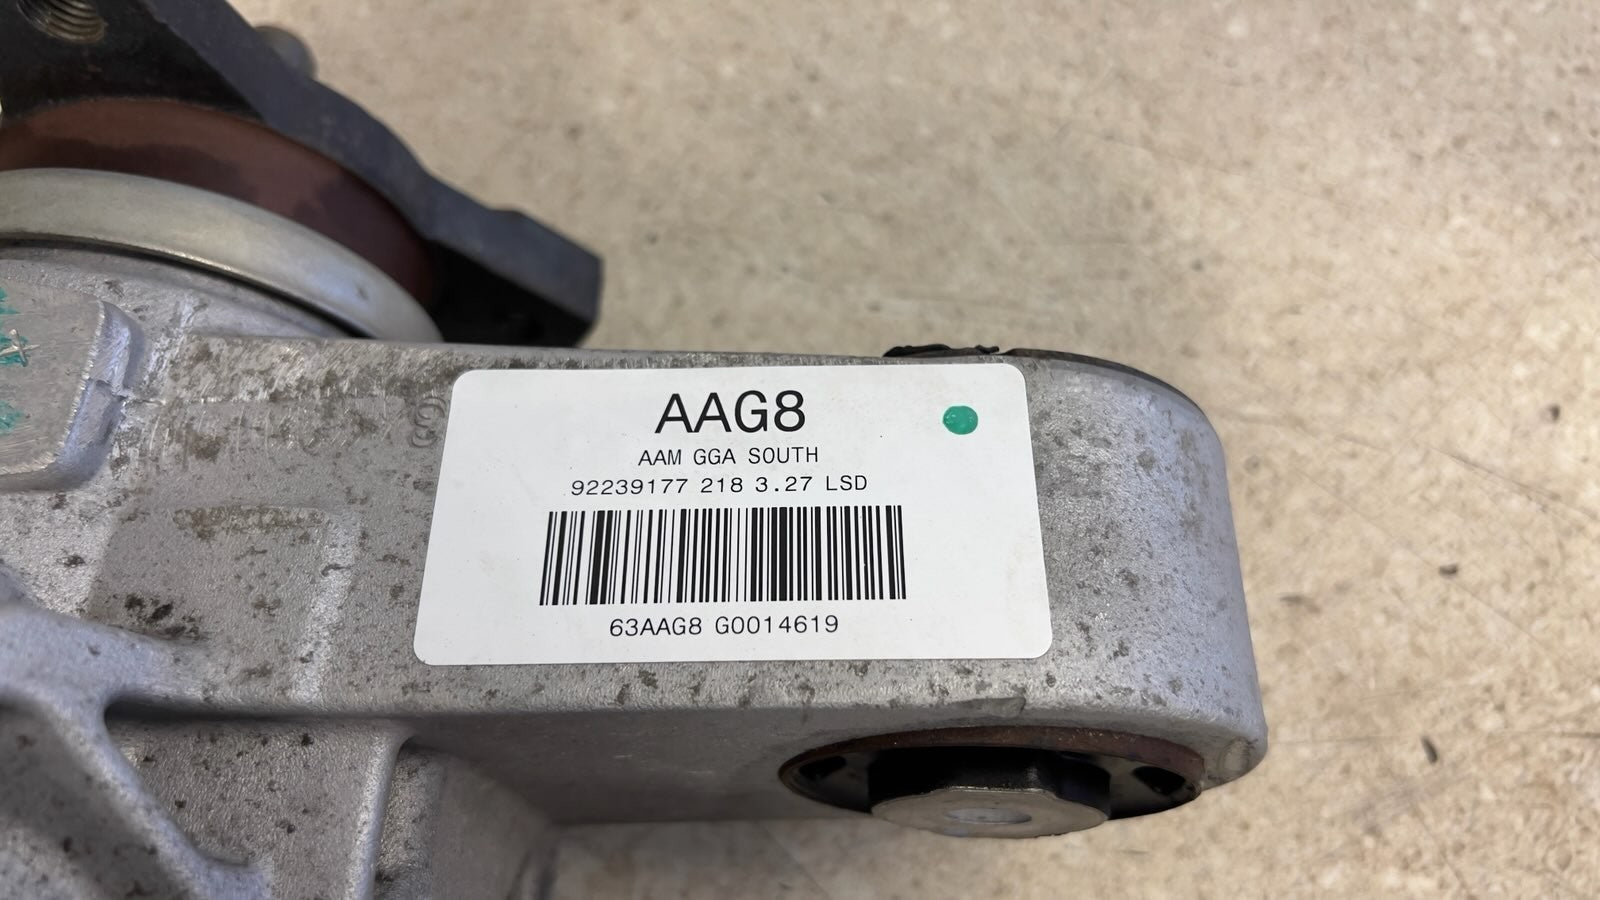 AAG8
AAM GGA SOUTH
92239177 218 3.27 LSD
63AAG8 G0014619